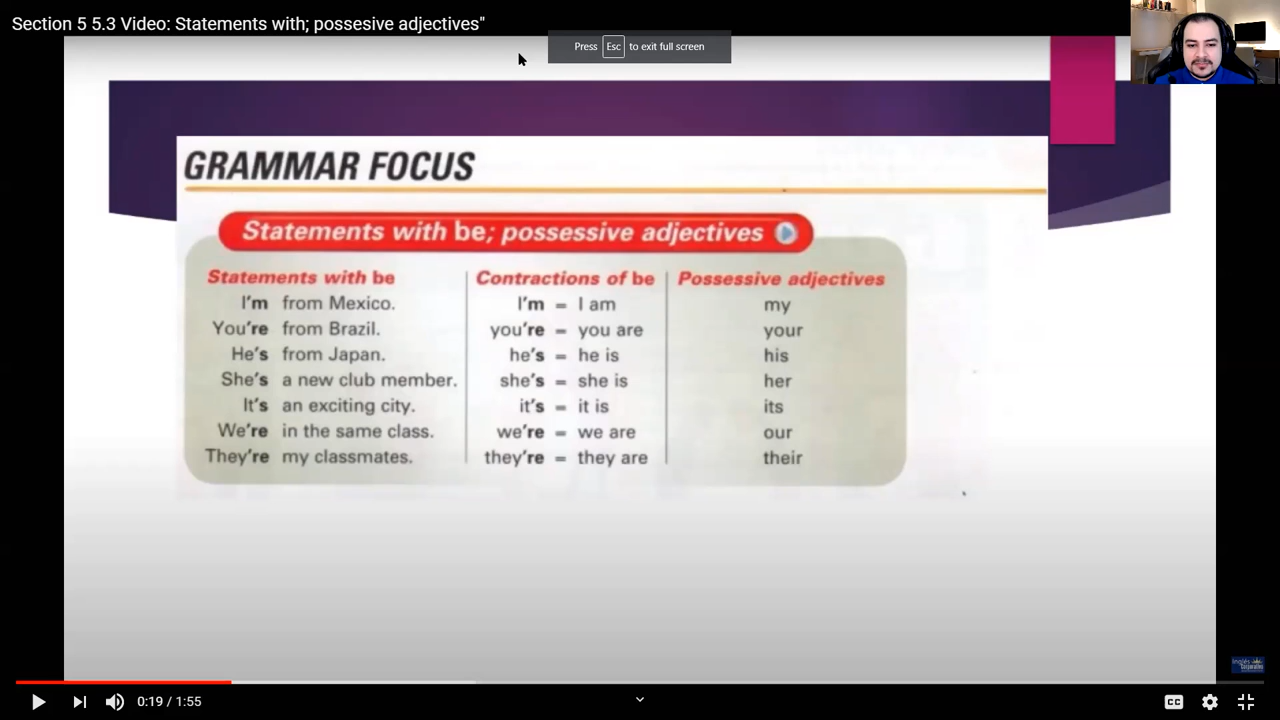 Section 5 5.3 Video: Statements with; possesive adjectives"
Press Esc to exit full screen
GRAMMAR FOCUS
Statements with be; possessive adjectives
Statements with be Contractions of be Possessive adjectives
I'm from Mexico. I'm = I am my
You're from Brazil. you're = you are your
He's from Japan. he's = he is his
She's a new club member. she's = she is her
It's an exciting city. it's = it is its
We're in the same class. we're = we are our
They're my classmates. they're = they are their
0:19 / 1:55
CC